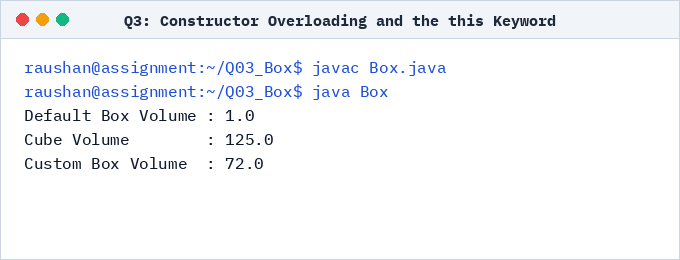 Q3: Constructor Overloading and the this Keyword
raushan@assignment:~/Q03_Box$ javac Box.java
raushan@assignment:~/Q03_Box$ java Box
Default Box Volume : 1.0
Cube Volume        : 125.0
Custom Box Volume  : 72.0